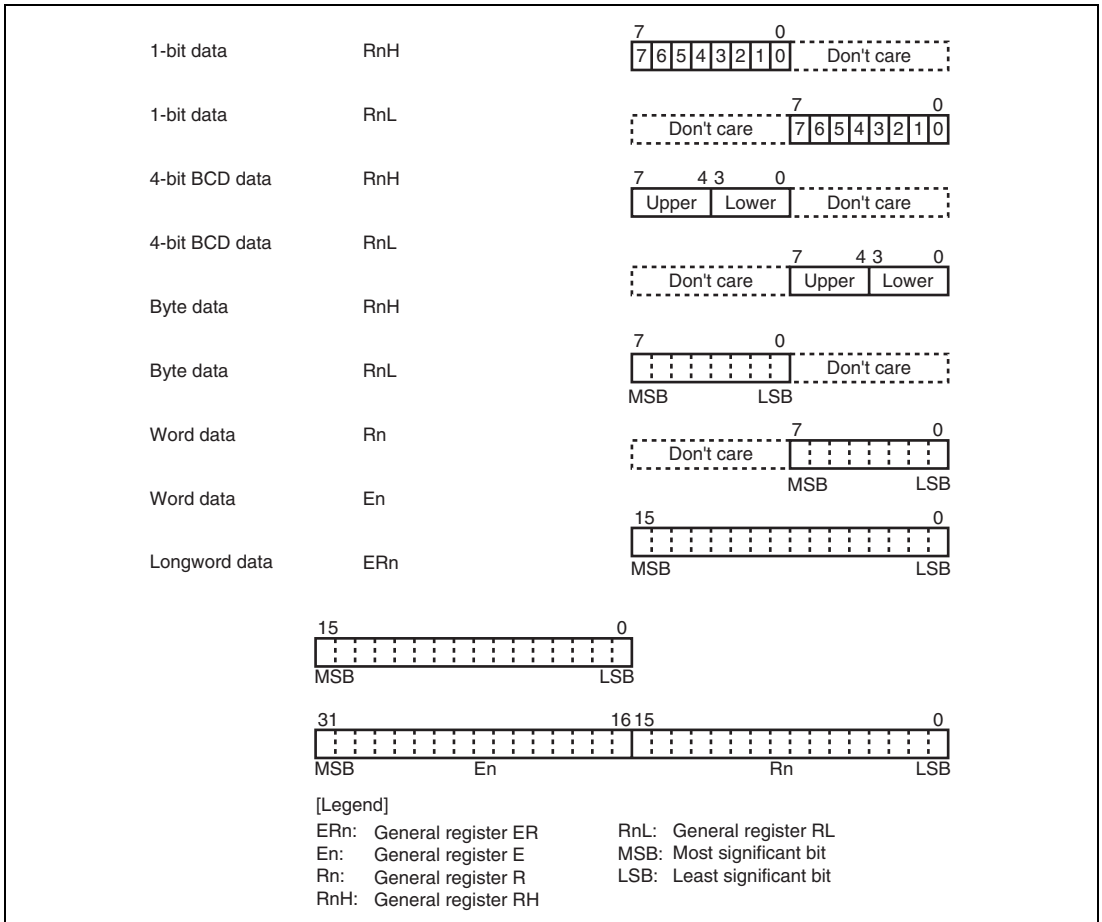 7 0
1-bit data RnH 7 6 5 4 3 2 1 0 Don't care
7 0
1-bit data RnL Don't care 7 6 5 4 3 2 1 0
4-bit BCD data RnH 7 4 3 0
Upper Lower Don't care
4-bit BCD data RnL
7 4 3 0
Don't care Upper Lower
Byte data RnH
7 0
Byte data RnL Don't care
MSB LSB
Word data Rn 7 0
Don't care
MSB LSB
Word data En
15 0
Longword data ERn
MSB LSB
15 0
MSB LSB
31 16 15 0
MSB En Rn LSB
[Legend]
ERn: General register ER RnL: General register RL
En: General register E MSB: Most significant bit
Rn: General register R LSB: Least significant bit
RnH: General register RH